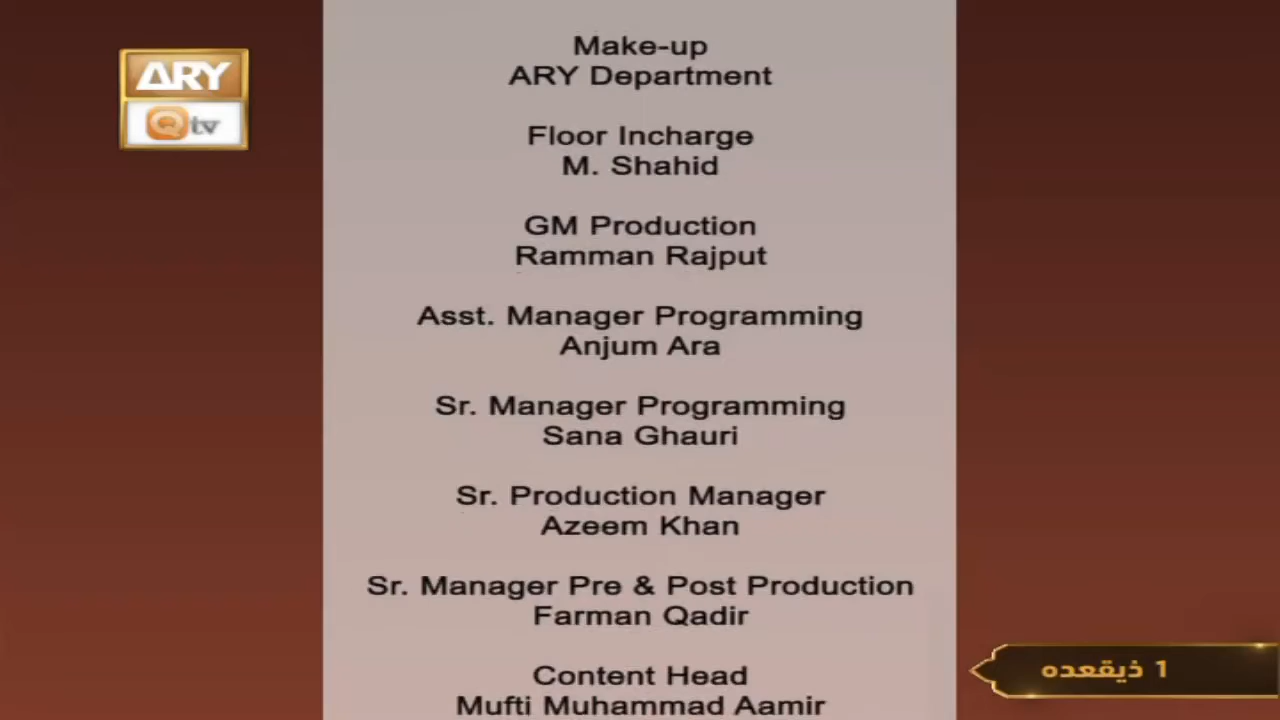 ARY
Qtv
Make-up
ARY Department
Floor Incharge
M. Shahid
GM Production
Ramman Rajput
Asst. Manager Programming
Anjum Ara
Sr. Manager Programming
Sana Ghauri
Sr. Production Manager
Azeem Khan
Sr. Manager Pre & Post Production
Farman Qadir
Content Head
Mufti Muhammad Aamir
1 ذیقعدہ